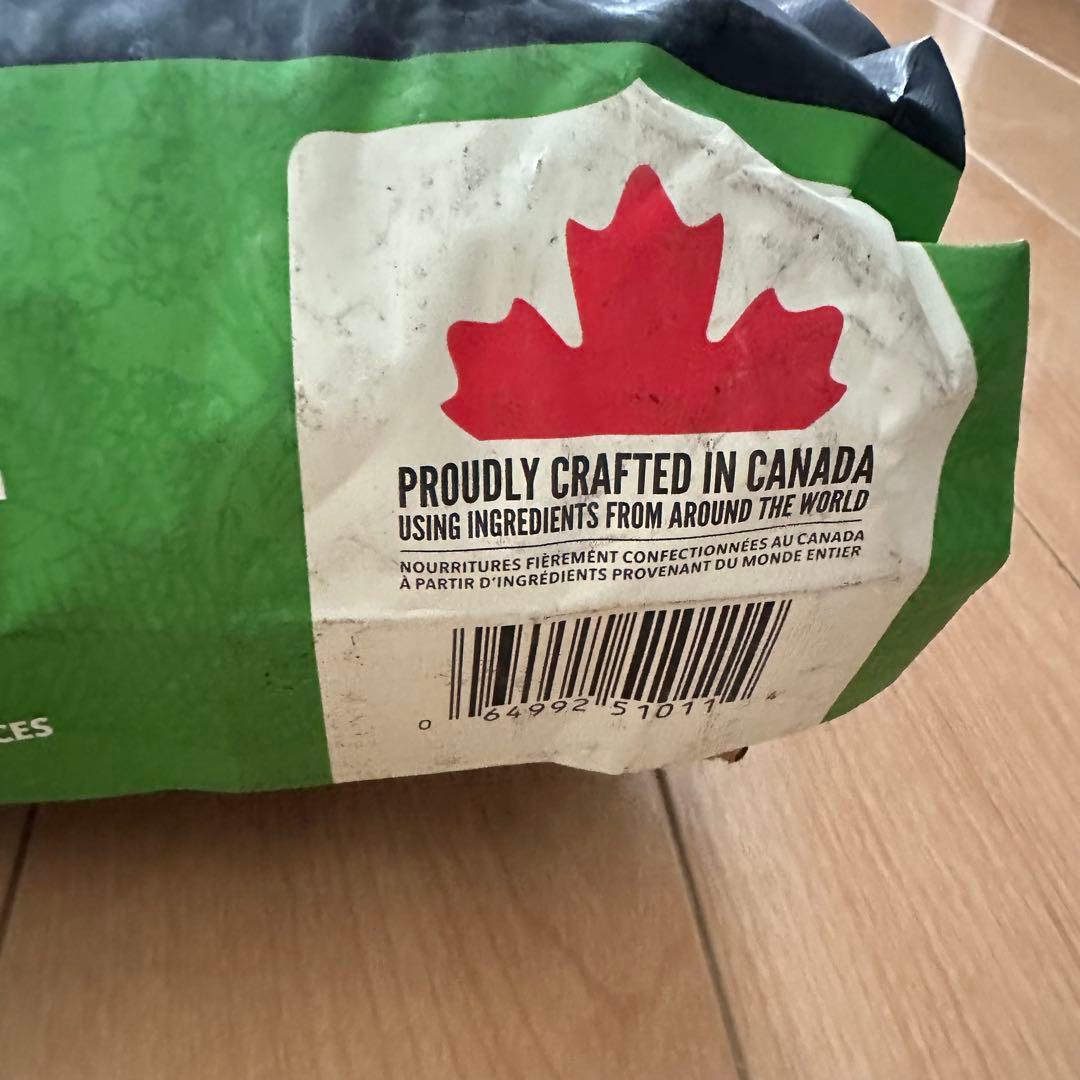 PROUDLY CRAFTED IN CANADA
USING INGREDIENTS FROM AROUND THE WORLD
NOURRITURES FIÈREMENT CONFECTIONNÉES AU CANADA
À PARTIR D'INGRÉDIENTS PROVENANT DU MONDE ENTIER
0 64992 51011 4
CES